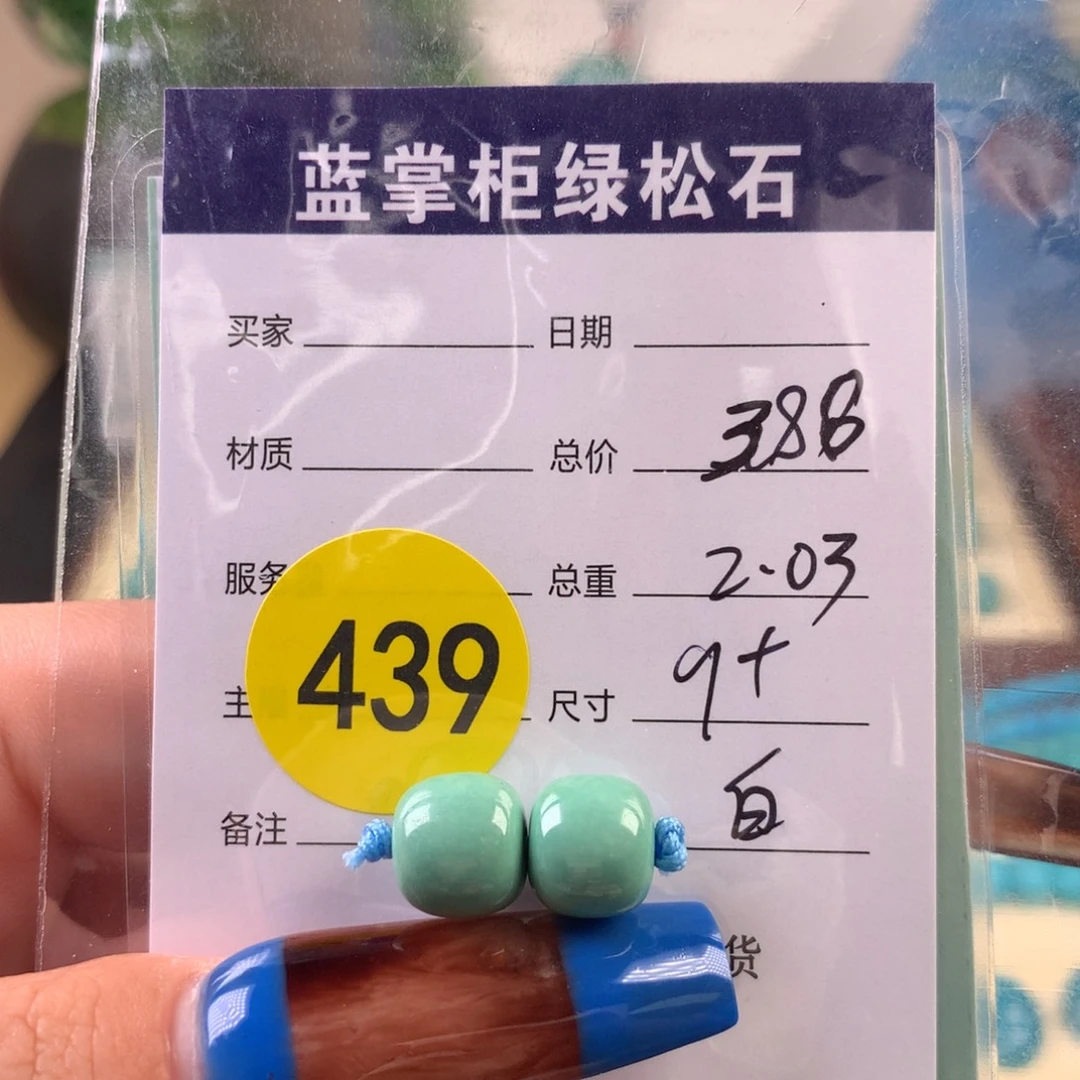 蓝掌柜绿松石
买家 日期
材质 总价 388
服务 总重 2.03
主 尺寸 9+
439
备注 白
货